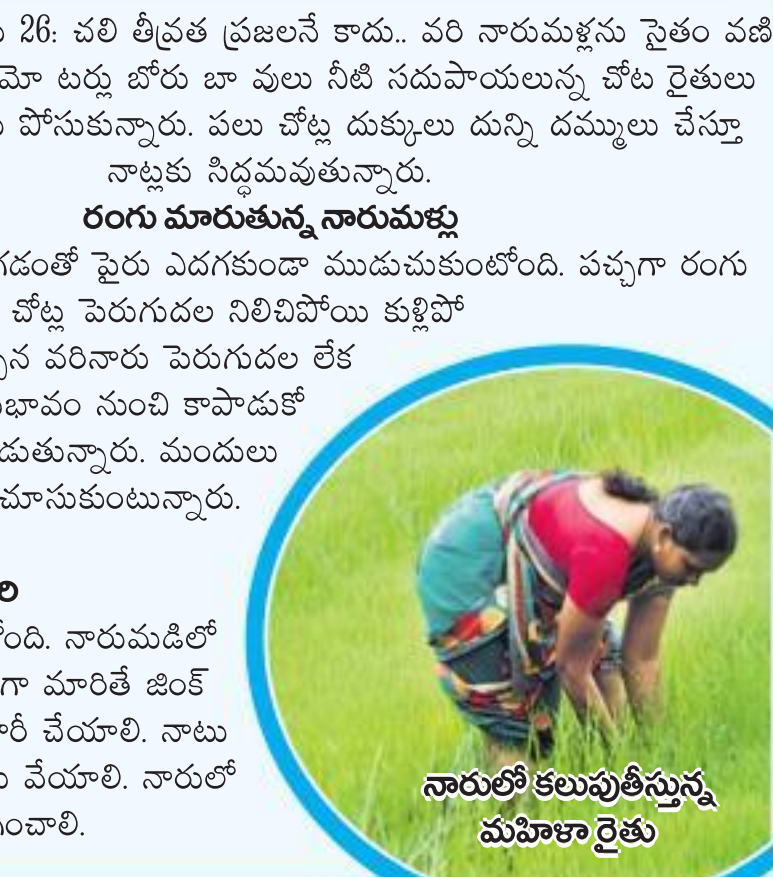 26: చలి తీవ్రత ప్రజలనే కాదు.. వరి నారుమళ్లను సైతం వణి
మో టర్లు బోరు బా వులు నీటి సదుపాయలున్న చోట రైతులు
పోసుకున్నారు. పలు చోట్ల దుక్కులు దున్ని దమ్ములు చేస్తూ
నాట్లకు సిద్ధమవుతున్నారు.
రంగు మారుతున్న నారుమళ్లు
గడంతో పైరు ఎదగకుండా ముడుచుకుంటోంది. పచ్చగా రంగు
చోట్ల పెరుగుదల నిలిచిపోయి కుళ్లిపో
వరినారు పెరుగుదల లేక
భావం నుంచి కాపాడుకో
డుతున్నారు. మందులు
చూసుకుంటున్నారు.
రి
ంది. నారుమడిలో
గా మారితే జింక్
రీ చేయాలి. నాటు
వేయాలి. నారులో
ంచాలి.
నారులో కలుపుతీస్తున్న
మహిళా రైతు